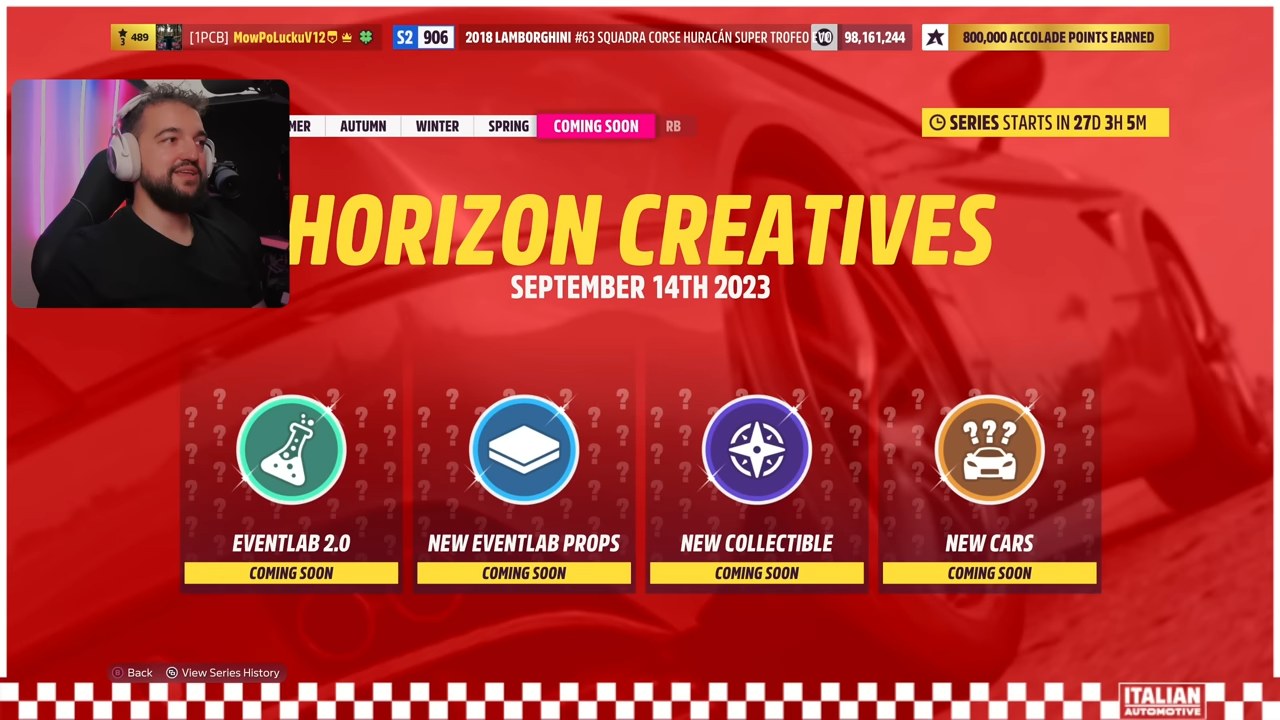 3 489 [1PCB] MowPoLuckuV12 S2 906 2018 LAMBORGHINI #63 SQUADRA CORSE HURACÁN SUPER TROFEO 98,161,244 800,000 ACCOLADE POINTS EARNED
MER AUTUMN WINTER SPRING COMING SOON RB
SERIES STARTS IN 27D 3H 5M
HORIZON CREATIVES
SEPTEMBER 14TH 2023
EVENTLAB 2.0 NEW EVENTLAB PROPS NEW COLLECTIBLE NEW CARS
COMING SOON COMING SOON COMING SOON COMING SOON
B Back View Series History
ITALIAN
AUTOMOTIVE